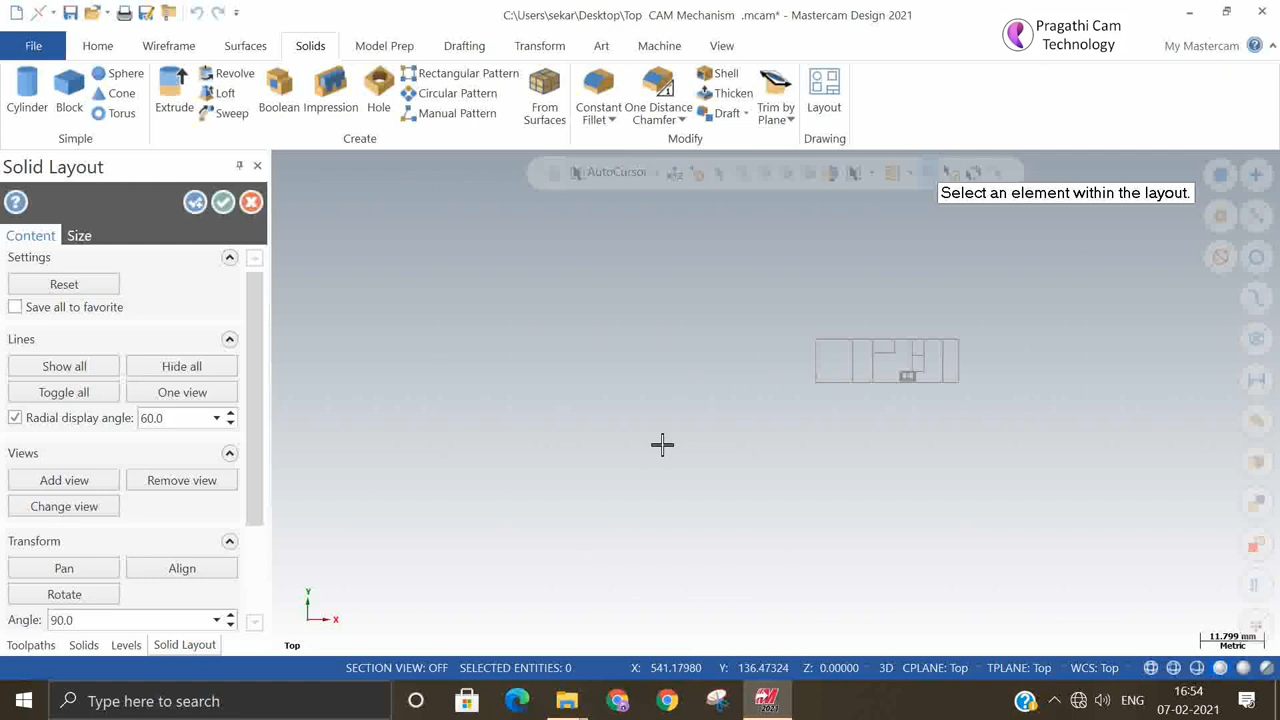 C:\Users\sekar\Desktop\Top CAM Mechanism .mcam* - Mastercam Design 2021
Pragathi Cam
Technology
File Home Wireframe Surfaces Solids Model Prep Drafting Transform Art Machine View My Mastercam
Cylinder Block Sphere Cone Torus
Simple
Extrude Revolve Loft Sweep Boolean Impression Hole Rectangular Pattern Circular Pattern Manual Pattern From Surfaces
Create
Constant Fillet One Distance Chamfer Shell Thicken Draft Trim by Plane
Modify
Layout
Drawing
Solid Layout
AutoCursor
Select an element within the layout.
Content Size
Settings
Reset
Save all to favorite
Lines
Show all Hide all
Toggle all One view
Radial display angle: 60.0
Views
Add view Remove view
Change view
Transform
Pan Align
Rotate
Angle: 90.0
Y
X
Top
11.799 mm
Metric
Toolpaths Solids Levels Solid Layout
SECTION VIEW: OFF SELECTED ENTITIES: 0 X: 541.17980 Y: 136.47324 Z: 0.00000 3D CPLANE: Top TPLANE: Top WCS: Top
Type here to search
2021
ENG
16:54
07-02-2021